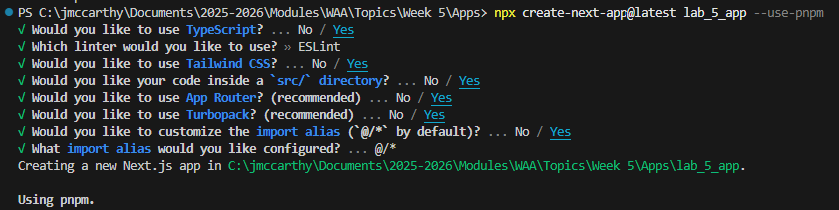 PS C:\jmccarthy\Documents\2025-2026\Modules\WAA\Topics\Week 5\Apps> npx create-next-app@latest lab_5_app --use-pnpm
√ Would you like to use TypeScript? ... No / Yes
√ Which linter would you like to use? » ESLint
√ Would you like to use Tailwind CSS? ... No / Yes
√ Would you like your code inside a `src/` directory? ... No / Yes
√ Would you like to use App Router? (recommended) ... No / Yes
√ Would you like to use Turbopack? (recommended) ... No / Yes
√ Would you like to customize the import alias (`@/*` by default)? ... No / Yes
√ What import alias would you like configured? ... @/*
Creating a new Next.js app in C:\jmccarthy\Documents\2025-2026\Modules\WAA\Topics\Week 5\Apps\lab_5_app.
Using pnpm.